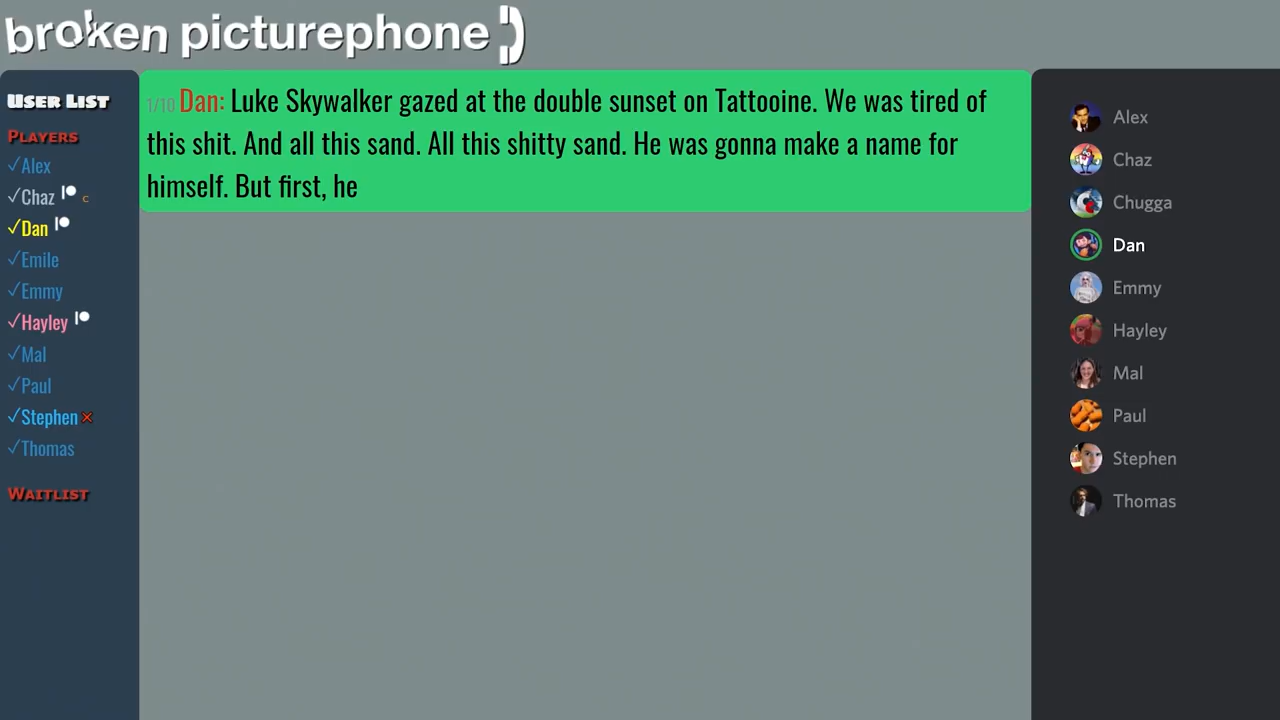 broken picturephone
User List
Players
✓Alex
✓Chaz c
✓Dan
✓Emile
✓Emmy
✓Hayley
✓Mal
✓Paul
✓Stephen ✕
✓Thomas
Waitlist
1/10 Dan: Luke Skywalker gazed at the double sunset on Tattooine. We was tired of
this shit. And all this sand. All this shitty sand. He was gonna make a name for
himself. But first, he
Alex
Chaz
Chugga
Dan
Emmy
Hayley
Mal
Paul
Stephen
Thomas